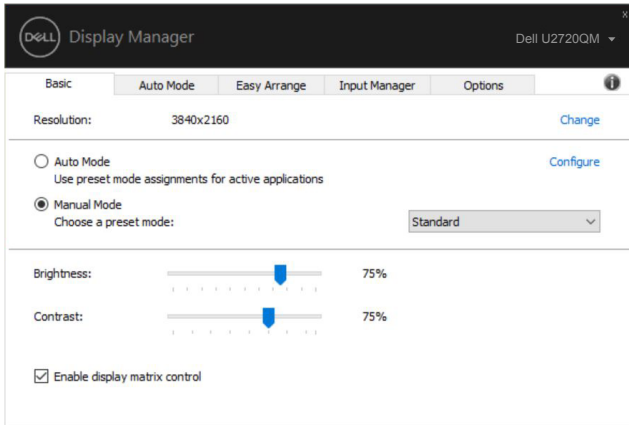 DELL Display Manager
x
Dell U2720QM
Basic Auto Mode Easy Arrange Input Manager Options i
Resolution: 3840x2160 Change
Auto Mode Configure
Use preset mode assignments for active applications
Manual Mode
Choose a preset mode: Standard
Brightness: 75%
Contrast: 75%
Enable display matrix control